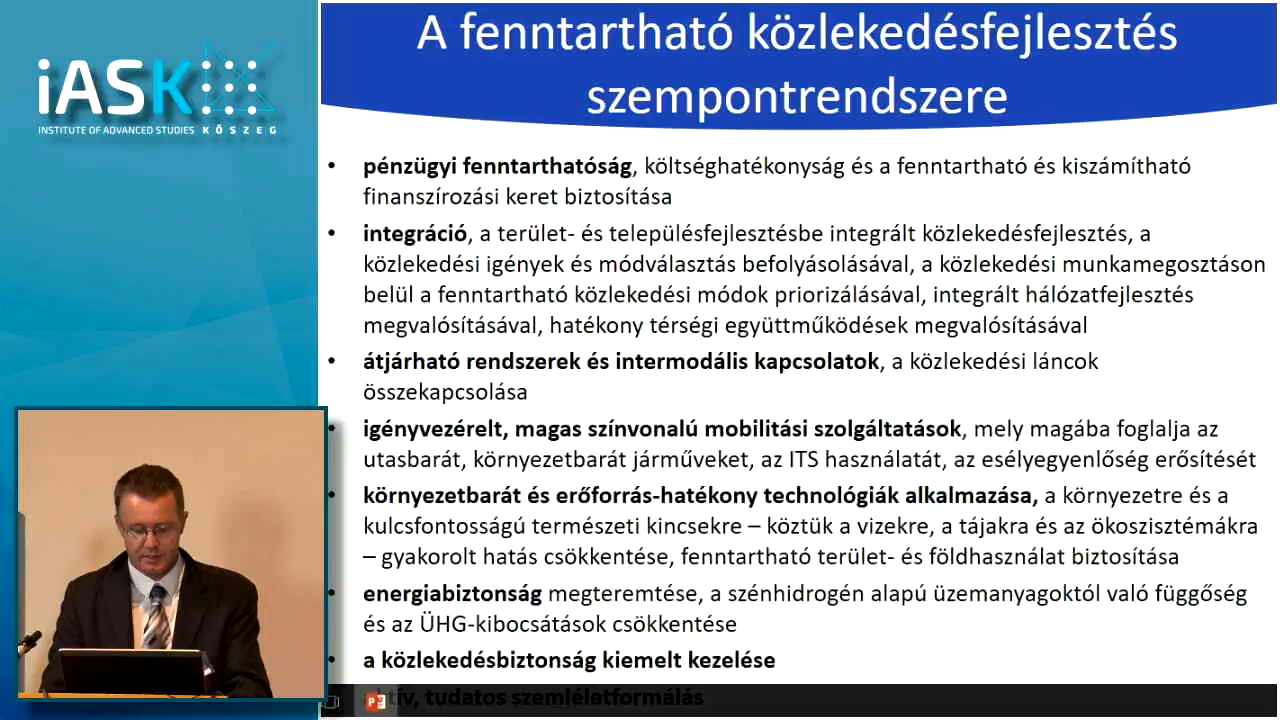 iASK
INSTITUTE OF ADVANCED STUDIES KŐSZEG
A fenntartható közlekedésfejlesztés
szempontrendszere
• pénzügyi fenntarthatóság, költséghatékonyság és a fenntartható és kiszámítható
finanszírozási keret biztosítása
• integráció, a terület- és településfejlesztésbe integrált közlekedésfejlesztés, a
közlekedési igények és módválasztás befolyásolásával, a közlekedési munkamegosztáson
belül a fenntartható közlekedési módok priorizálásával, integrált hálózatfejlesztés
megvalósításával, hatékony térségi együttműködések megvalósításával
• átjárható rendszerek és intermodális kapcsolatok, a közlekedési láncok
összekapcsolása
• igényvezérelt, magas színvonalú mobilitási szolgáltatások, mely magába foglalja az
utasbarát, környezetbarát járműveket, az ITS használatát, az esélyegyenlőség erősítését
• környezetbarát és erőforrás-hatékony technológiák alkalmazása, a környezetre és a
kulcsfontosságú természeti kincsekre – köztük a vizekre, a tájakra és az ökoszisztémákra
– gyakorolt hatás csökkentése, fenntartható terület- és földhasználat biztosítása
• energiabiztonság megteremtése, a szénhidrogén alapú üzemanyagoktól való függőség
és az ÜHG-kibocsátások csökkentése
• a közlekedésbiztonság kiemelt kezelése
tudatos szemléletformálás